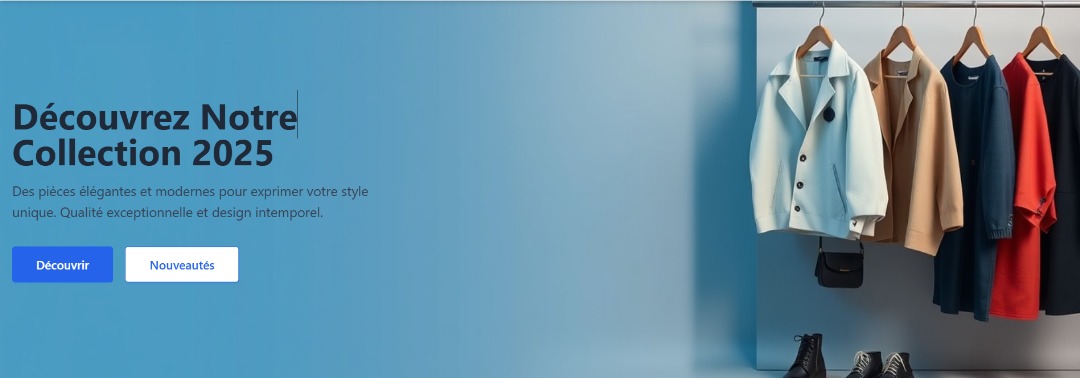 Découvrez Notre
Collection 2025
Des pièces élégantes et modernes pour exprimer votre style
unique. Qualité exceptionnelle et design intemporel.
Découvrir
Nouveautés